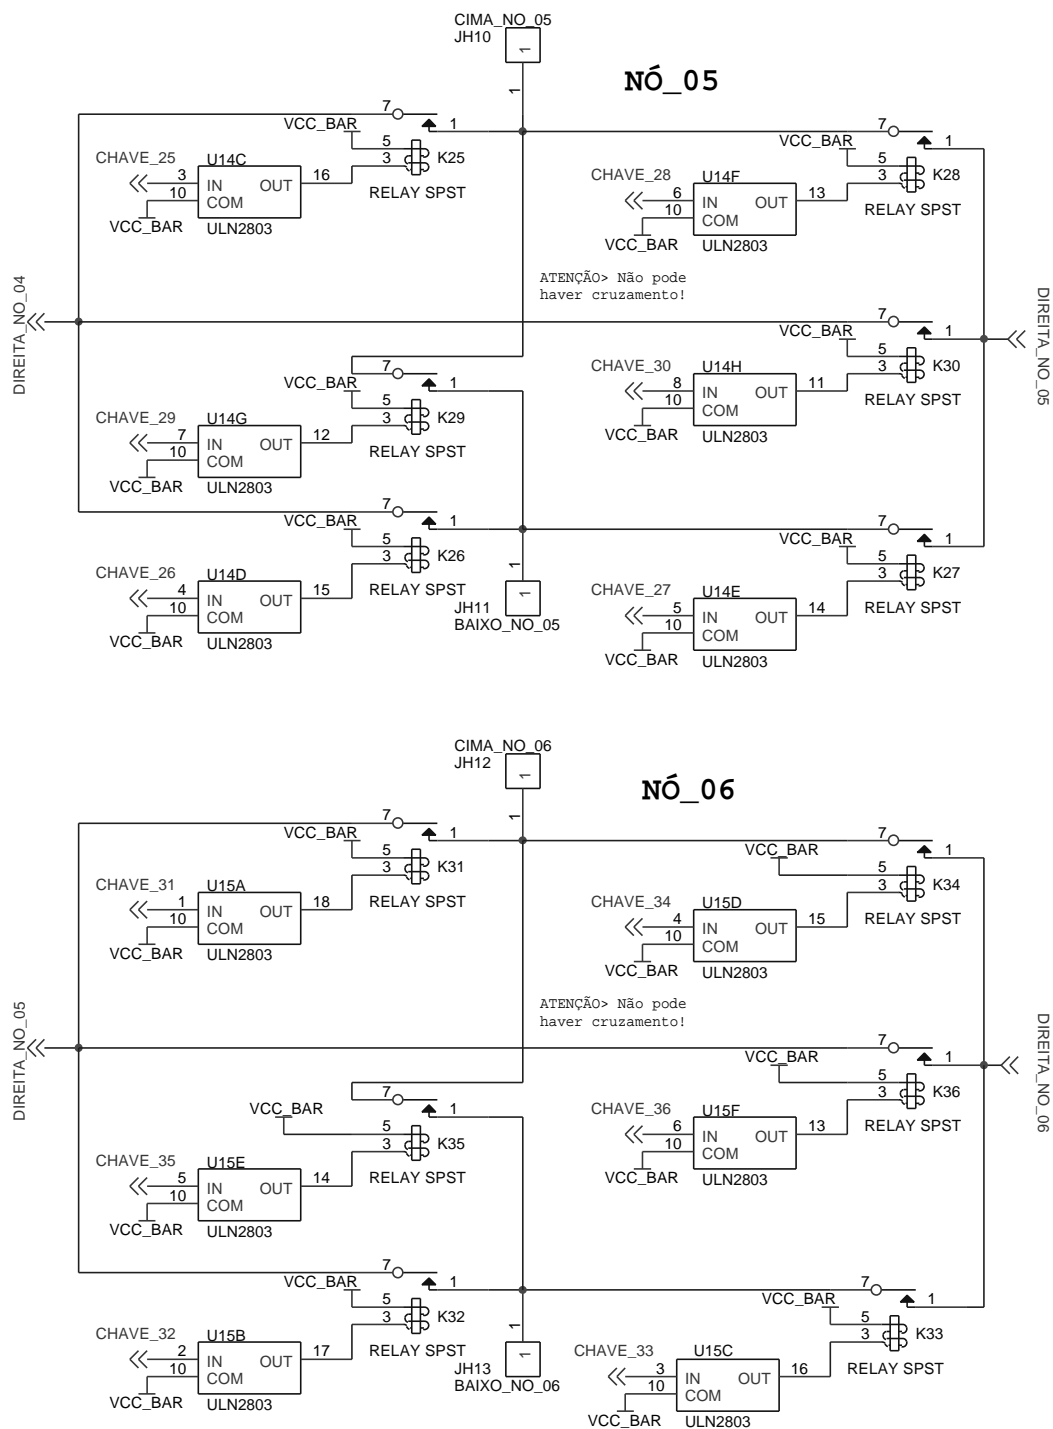 CIMA_NO_05
JH10
1
1
NÓ_05
7
1
VCC_BAR
5
3
K25
RELAY SPST
CHAVE_25
U14C
3
IN
OUT
16
10
COM
VCC_BAR
ULN2803
7
1
VCC_BAR
5
3
K28
RELAY SPST
CHAVE_28
U14F
6
IN
OUT
13
10
COM
VCC_BAR
ULN2803
ATENÇÃO> Não pode
haver cruzamento!
DIREITA_NO_04
DIREITA_NO_05
7
1
VCC_BAR
5
3
K30
RELAY SPST
CHAVE_30
U14H
8
IN
OUT
11
10
COM
VCC_BAR
ULN2803
7
1
VCC_BAR
5
3
K29
RELAY SPST
CHAVE_29
U14G
7
IN
OUT
12
10
COM
VCC_BAR
ULN2803
7
1
VCC_BAR
5
3
K26
RELAY SPST
CHAVE_26
U14D
4
IN
OUT
15
10
COM
VCC_BAR
ULN2803
1
1
JH11
BAIXO_NO_05
7
1
VCC_BAR
5
3
K27
RELAY SPST
CHAVE_27
U14E
5
IN
OUT
14
10
COM
VCC_BAR
ULN2803
CIMA_NO_06
JH12
1
1
NÓ_06
7
1
VCC_BAR
5
3
K31
RELAY SPST
CHAVE_31
U15A
1
IN
OUT
18
10
COM
VCC_BAR
ULN2803
7
1
VCC_BAR
5
3
K34
RELAY SPST
CHAVE_34
U15D
4
IN
OUT
15
10
COM
VCC_BAR
ULN2803
ATENÇÃO> Não pode
haver cruzamento!
DIREITA_NO_05
DIREITA_NO_06
7
1
VCC_BAR
5
3
K36
RELAY SPST
CHAVE_36
U15F
6
IN
OUT
13
10
COM
VCC_BAR
ULN2803
7
1
VCC_BAR
5
3
K35
RELAY SPST
CHAVE_35
U15E
5
IN
OUT
14
10
COM
VCC_BAR
ULN2803
7
1
VCC_BAR
5
3
K32
RELAY SPST
CHAVE_32
U15B
2
IN
OUT
17
10
COM
VCC_BAR
ULN2803
1
1
JH13
BAIXO_NO_06
7
1
VCC_BAR
5
3
K33
RELAY SPST
CHAVE_33
U15C
3
IN
OUT
16
10
COM
VCC_BAR
ULN2803